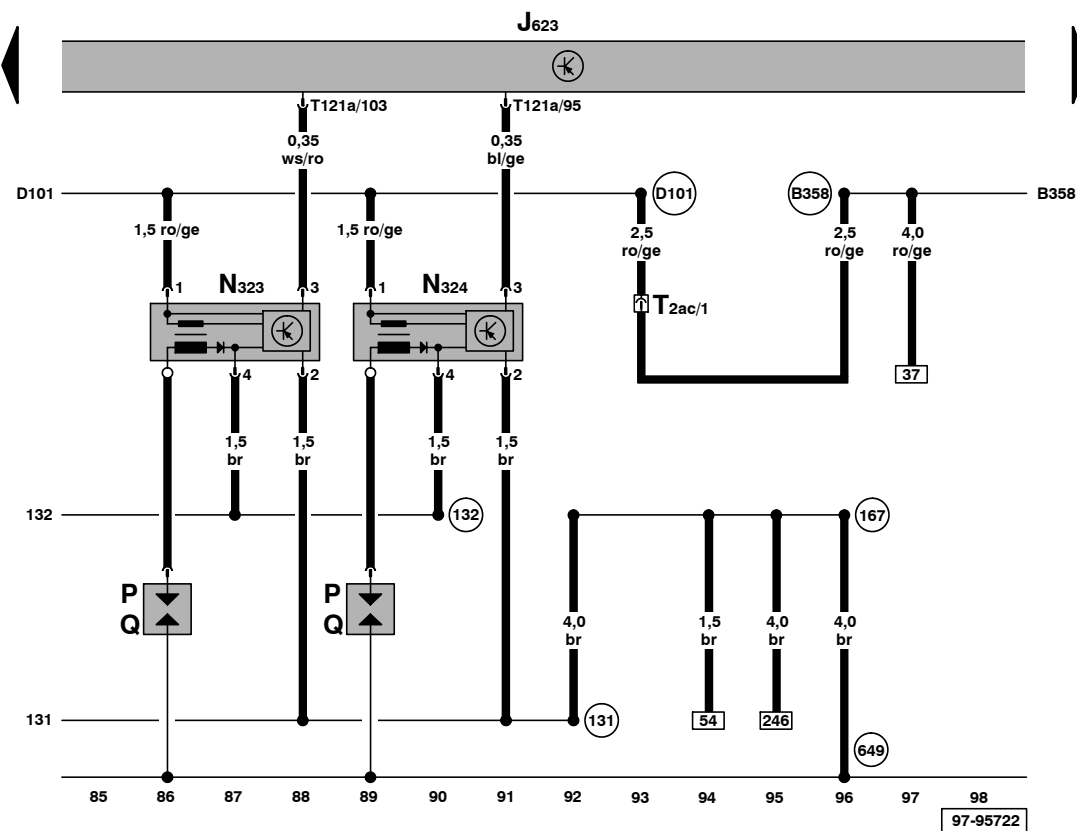 J623
T121a/103
T121a/95
0,35
ws/ro
0,35
bl/ge
D101
D101
B358
B358
1,5 ro/ge
1,5 ro/ge
2,5
ro/ge
2,5
ro/ge
4,0
ro/ge
1
N323
3
1
N324
3
T2ac/1
4
2
4
2
37
1,5
br
1,5
br
1,5
br
1,5
br
132
132
167
P
Q
P
Q
4,0
br
1,5
br
4,0
br
4,0
br
131
131
54
246
649
85 86 87 88 89 90 91 92 93 94 95 96 97 98
97-95722